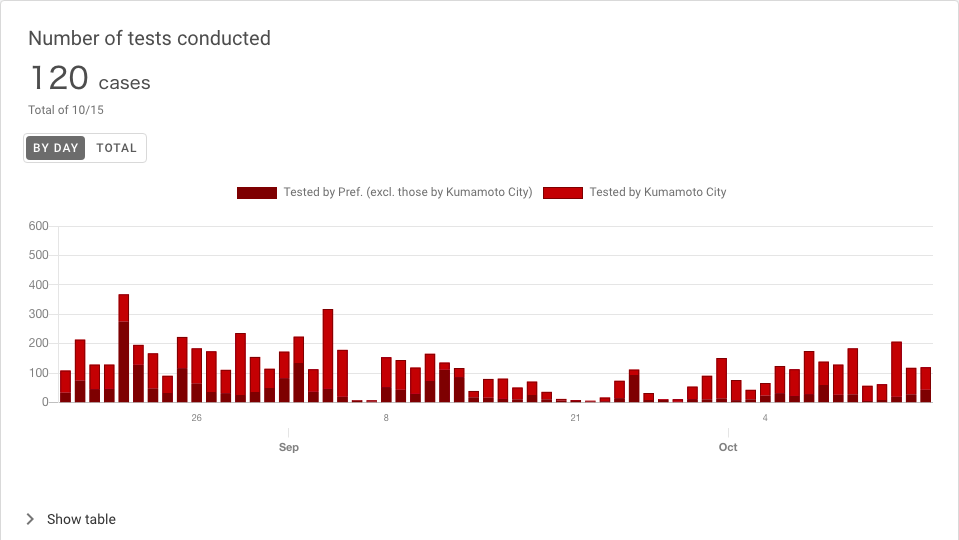 Number of tests conducted
120 cases
Total of 10/15
BY DAY TOTAL
Tested by Pref. (excl. those by Kumamoto City) Tested by Kumamoto City
600
500
400
300
200
100
0
26 8 21 4
Sep Oct
Show table